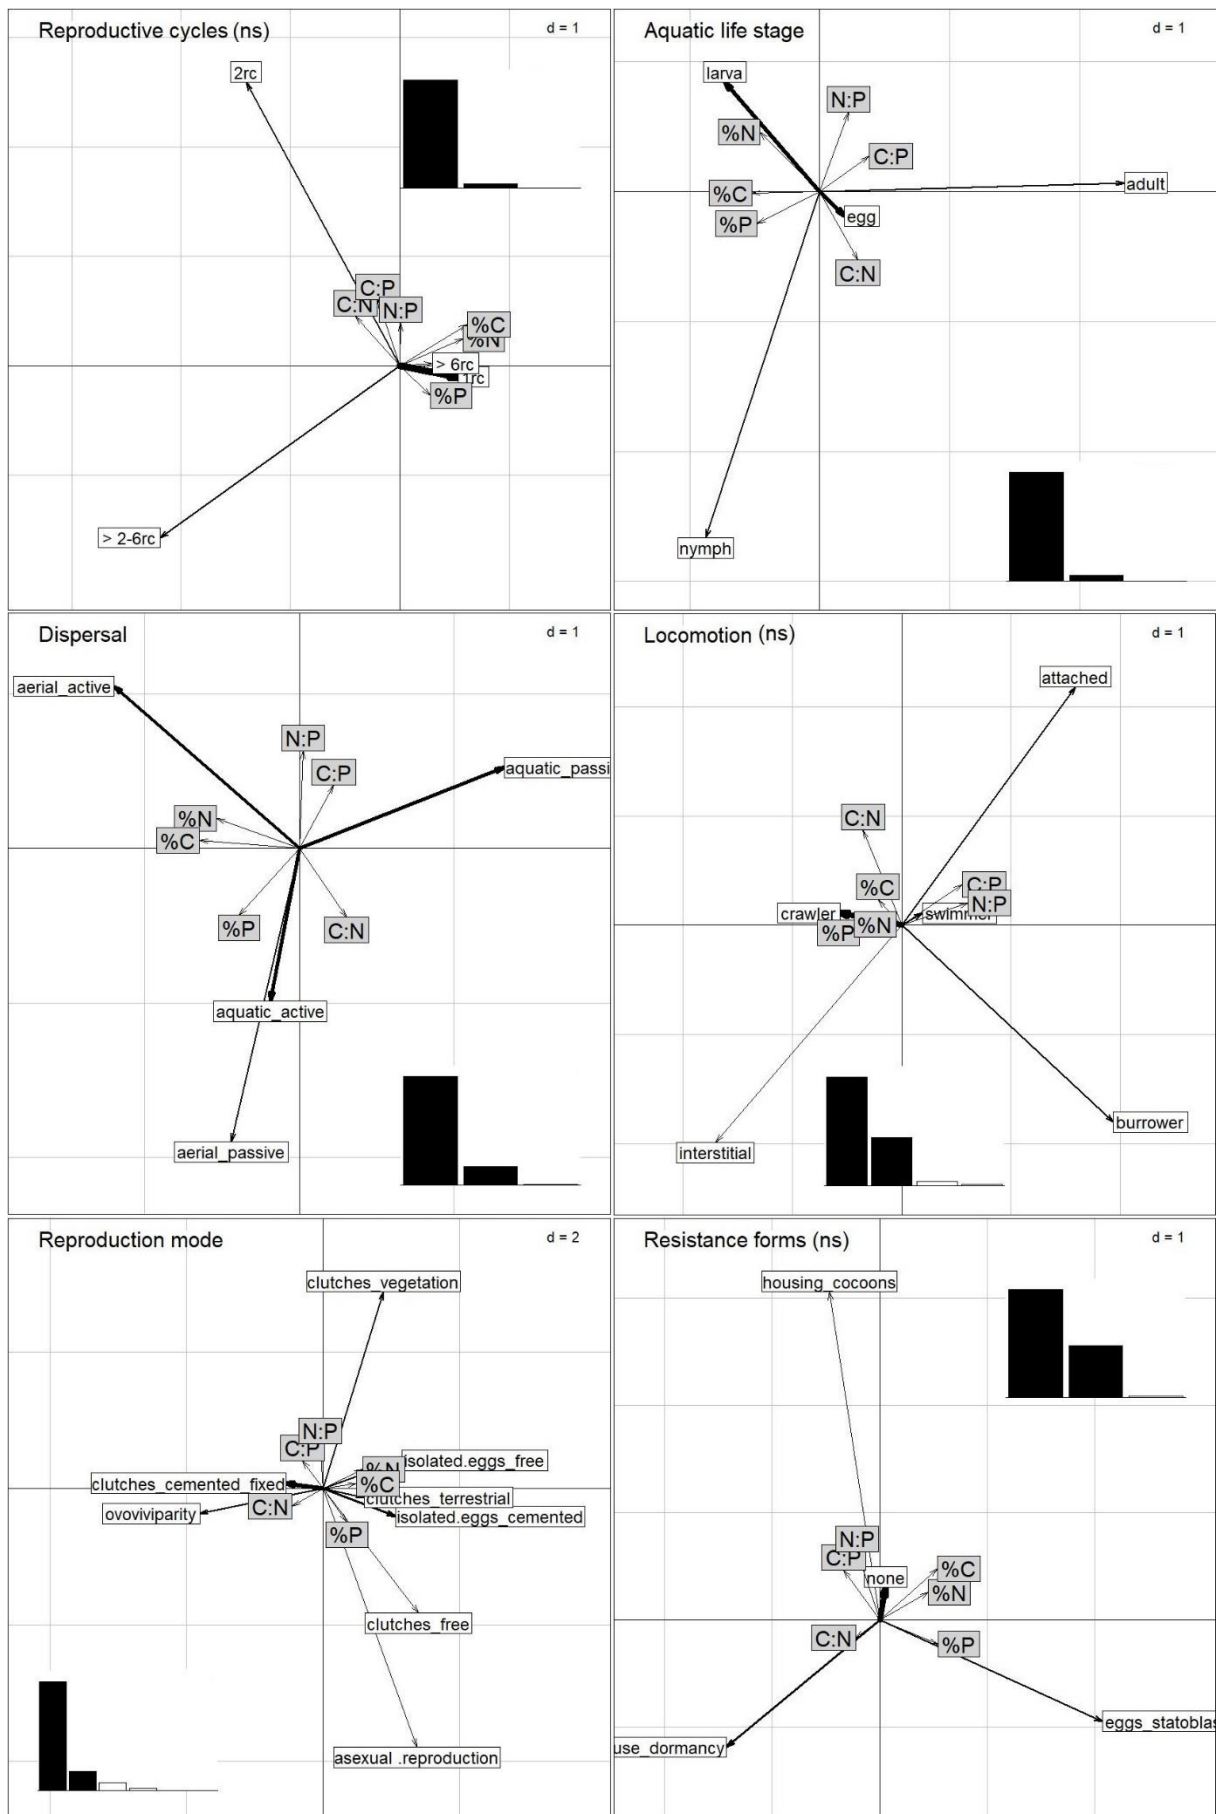 Reproductive cycles (ns)
d = 1
2rc
C:P
C:N
N:P
%C
%N
> 6rc
1rc
%P
> 2-6rc
Aquatic life stage
d = 1
larva
N:P
%N
C:P
%C
adult
%P
egg
C:N
nymph
Dispersal
d = 1
aerial_active
N:P
C:P
aquatic_passi
%N
%C
%P
C:N
aquatic_active
aerial_passive
Locomotion (ns)
d = 1
attached
C:N
%C
C:P
N:P
crawler
swimmer
%P
%N
burrower
interstitial
Reproduction mode
d = 2
clutches_vegetation
N:P
C:P
%N
isolated.eggs_free
clutches_cemented_fixed
%C
clutches_terrestrial
ovoviviparity
C:N
isolated.eggs_cemented
%P
clutches_free
asexual .reproduction
Resistance forms (ns)
d = 1
housing_cocoons
N:P
C:P
none
%C
%N
C:N
%P
eggs_statoblas
use_dormancy